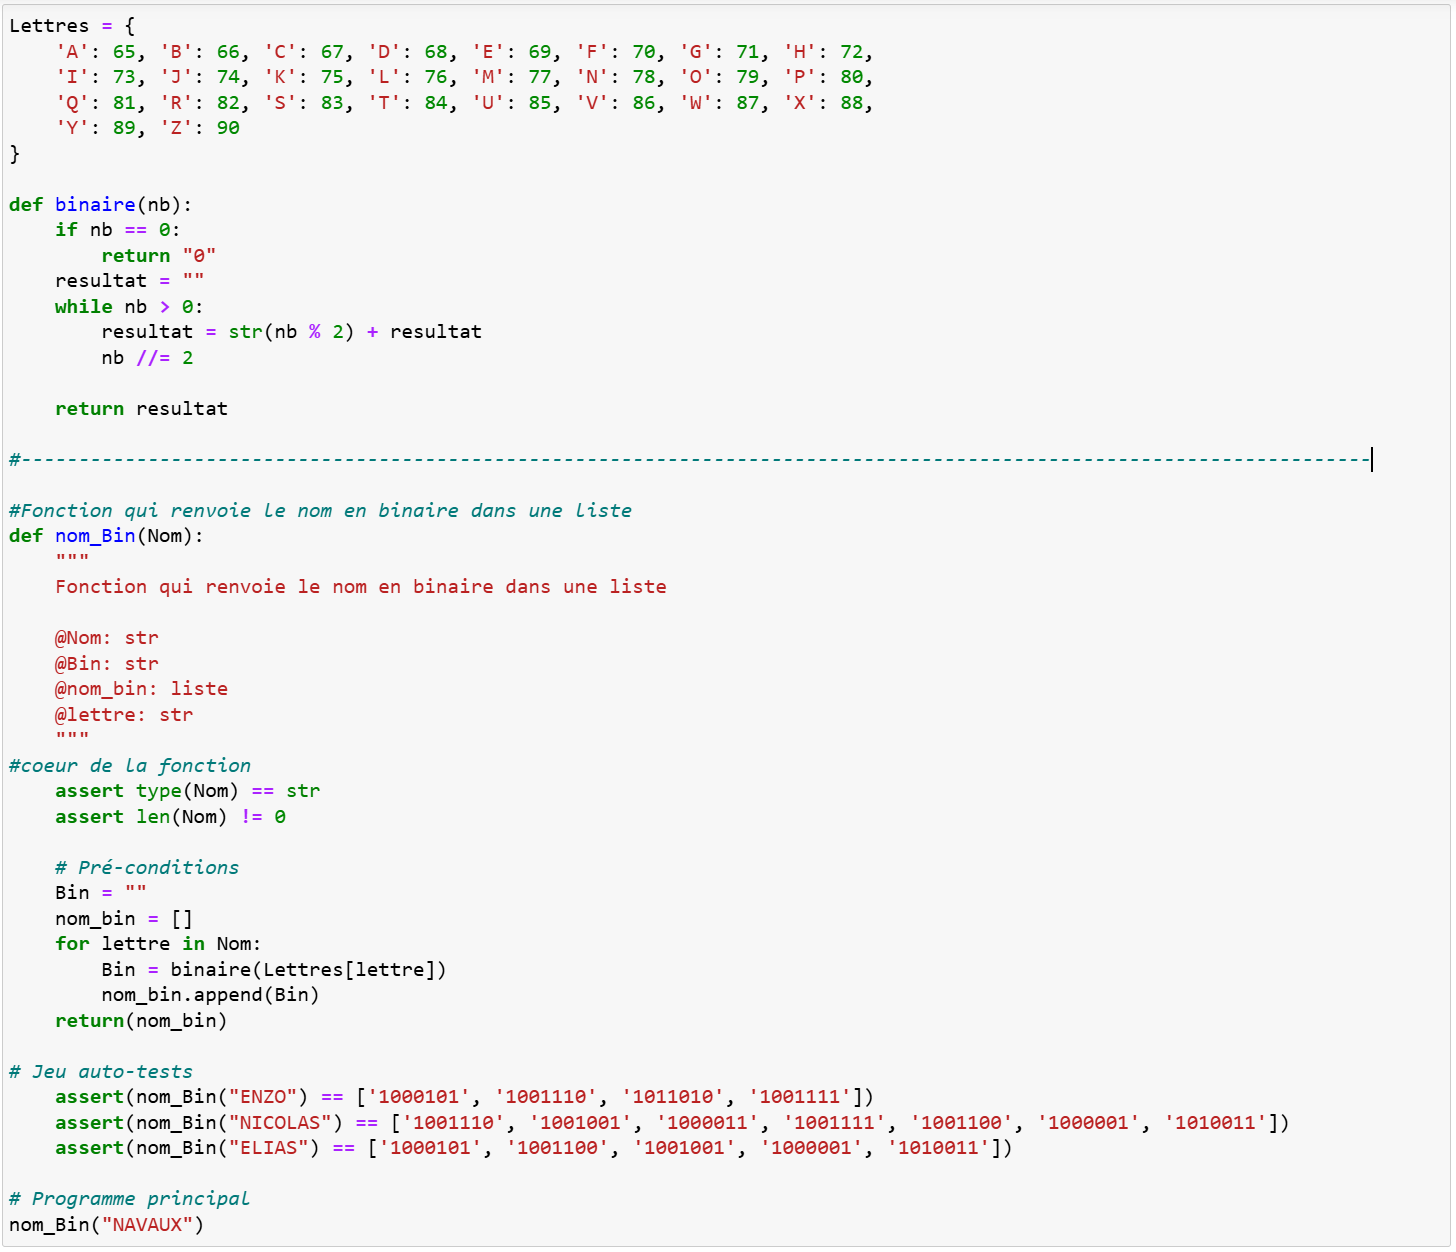 Lettres = {
    'A': 65, 'B': 66, 'C': 67, 'D': 68, 'E': 69, 'F': 70, 'G': 71, 'H': 72,
    'I': 73, 'J': 74, 'K': 75, 'L': 76, 'M': 77, 'N': 78, 'O': 79, 'P': 80,
    'Q': 81, 'R': 82, 'S': 83, 'T': 84, 'U': 85, 'V': 86, 'W': 87, 'X': 88,
    'Y': 89, 'Z': 90
}

def binaire(nb):
    if nb == 0:
        return "0"
    resultat = ""
    while nb > 0:
        resultat = str(nb % 2) + resultat
        nb //= 2

    return resultat

#---------------------------------------------------------------------------------------------------------------------

#Fonction qui renvoie le nom en binaire dans une liste
def nom_Bin(Nom):
    """
    Fonction qui renvoie le nom en binaire dans une liste

    @Nom: str
    @Bin: str
    @nom_bin: liste
    @lettre: str
    """
#coeur de la fonction
    assert type(Nom) == str
    assert len(Nom) != 0

    # Pré-conditions
    Bin = ""
    nom_bin = []
    for lettre in Nom:
        Bin = binaire(Lettres[lettre])
        nom_bin.append(Bin)
    return(nom_bin)

# Jeu auto-tests
    assert(nom_Bin("ENZO") == ['1000101', '1001110', '1011010', '1001111'])
    assert(nom_Bin("NICOLAS") == ['1001110', '1001001', '1000011', '1001111', '1001100', '1000001', '1010011'])
    assert(nom_Bin("ELIAS") == ['1000101', '1001100', '1001001', '1000001', '1010011'])

# Programme principal
nom_Bin("NAVAUX")